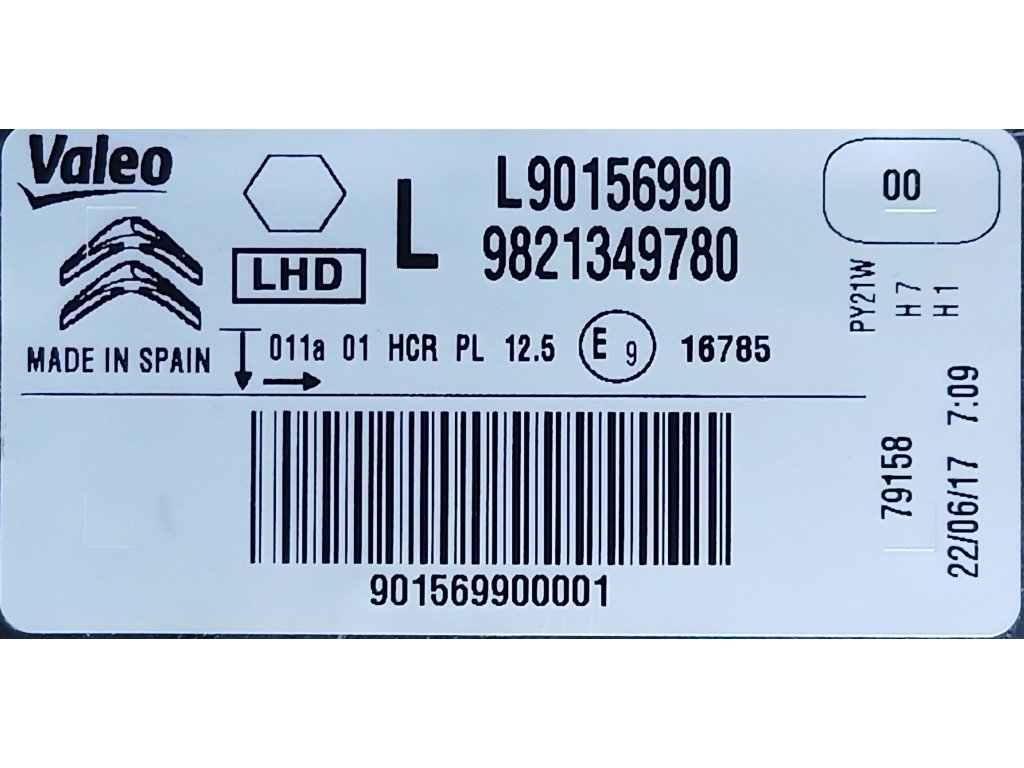 Valeo
L
L90156990
9821349780
00
LHD
MADE IN SPAIN
011a 01 HCR PL 12.5 E 9 16785
PY21W
H7
H1
79158
22/06/17 7:09
901569900001